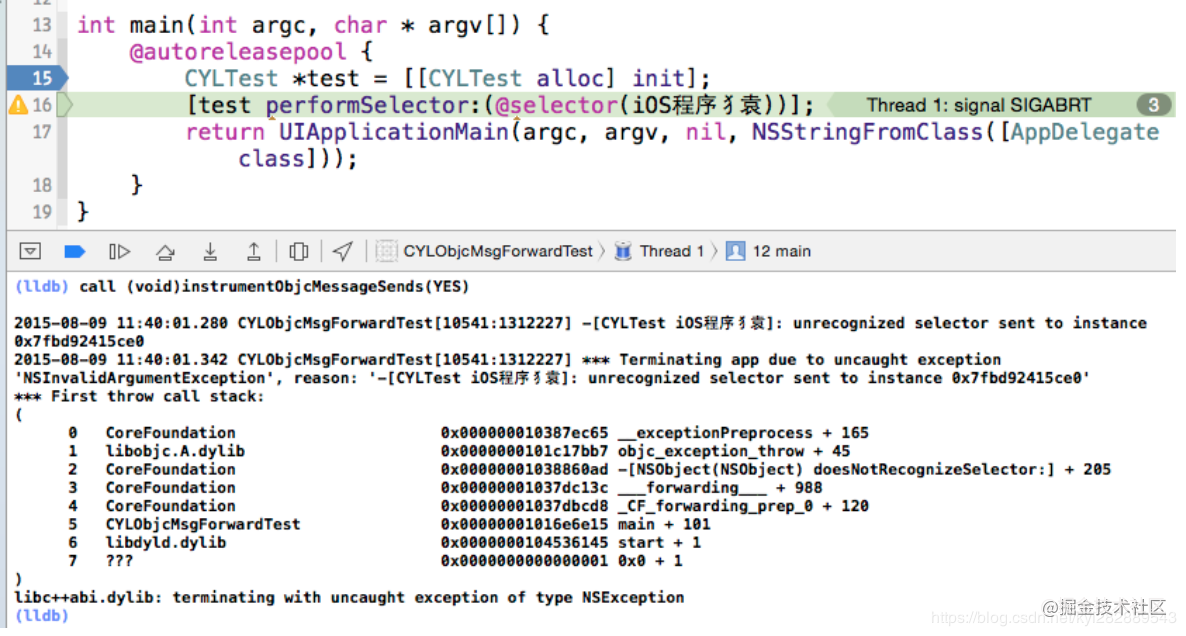 12
13 int main(int argc, char * argv[]) {
14 @autoreleasepool {
15 CYLTest *test = [[CYLTest alloc] init];
16 [test performSelector:(@selector(iOS程序犭袁))]; Thread 1: signal SIGABRT 3
17 return UIApplicationMain(argc, argv, nil, NSStringFromClass([AppDelegate
class]));
18 }
19 }
CYLObjcMsgForwardTest 〉 Thread 1 〉 12 main
(lldb) call (void)instrumentObjcMessageSends(YES)
2015-08-09 11:40:01.280 CYLObjcMsgForwardTest[10541:1312227] -[CYLTest iOS程序犭袁]: unrecognized selector sent to instance
0x7fbd92415ce0
2015-08-09 11:40:01.342 CYLObjcMsgForwardTest[10541:1312227] *** Terminating app due to uncaught exception
'NSInvalidArgumentException', reason: '-[CYLTest iOS程序犭袁]: unrecognized selector sent to instance 0x7fbd92415ce0'
*** First throw call stack:
(
0 CoreFoundation 0x000000010387ec65 __exceptionPreprocess + 165
1 libobjc.A.dylib 0x0000000101c17bb7 objc_exception_throw + 45
2 CoreFoundation 0x00000001038860ad -[NSObject(NSObject) doesNotRecognizeSelector:] + 205
3 CoreFoundation 0x00000001037dc13c ___forwarding___ + 988
4 CoreFoundation 0x00000001037dbcd8 _CF_forwarding_prep_0 + 120
5 CYLObjcMsgForwardTest 0x00000001016e6e15 main + 101
6 libdyld.dylib 0x0000000104536145 start + 1
7 ??? 0x0000000000000001 0x0 + 1
)
libc++abi.dylib: terminating with uncaught exception of type NSException
(lldb)
@掘金技术社区